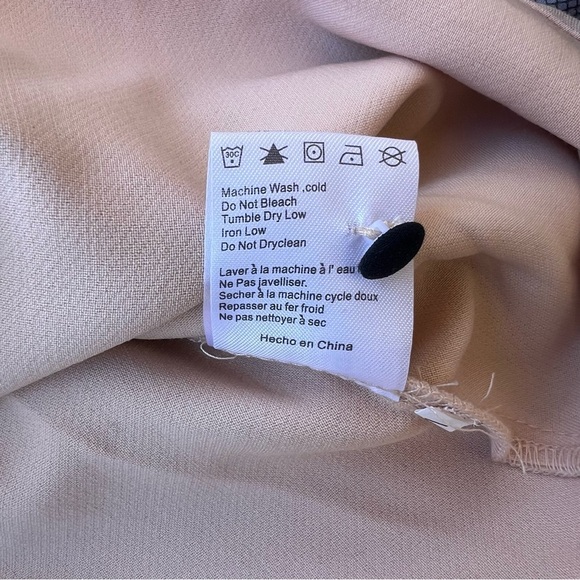 30C
Machine Wash ,cold
Do Not Bleach
Tumble Dry Low
Iron Low
Do Not Dryclean
Laver à la machine à l' eau
Ne Pas javelliser.
Secher à la machine cycle doux
Repasser au fer froid
Ne pas nettoyer à sec
Hecho en China